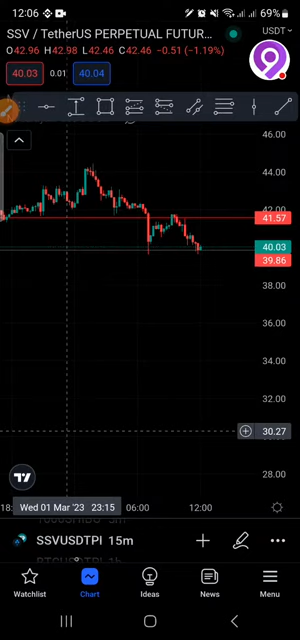 12:06 69%
SSV / TetherUS PERPETUAL FUTUR... USDT
O42.96 H42.98 L42.46 C42.46 −0.51 (−1.19%)
40.03 0.01 40.04
46.00
44.00
42.00
41.57
40.03
39.86
38.00
36.00
34.00
32.00
30.27
28.00
18: Wed 01 Mar '23 23:15 06:00 12:00
SSVUSDTPI 15m
Watchlist Chart Ideas News Menu